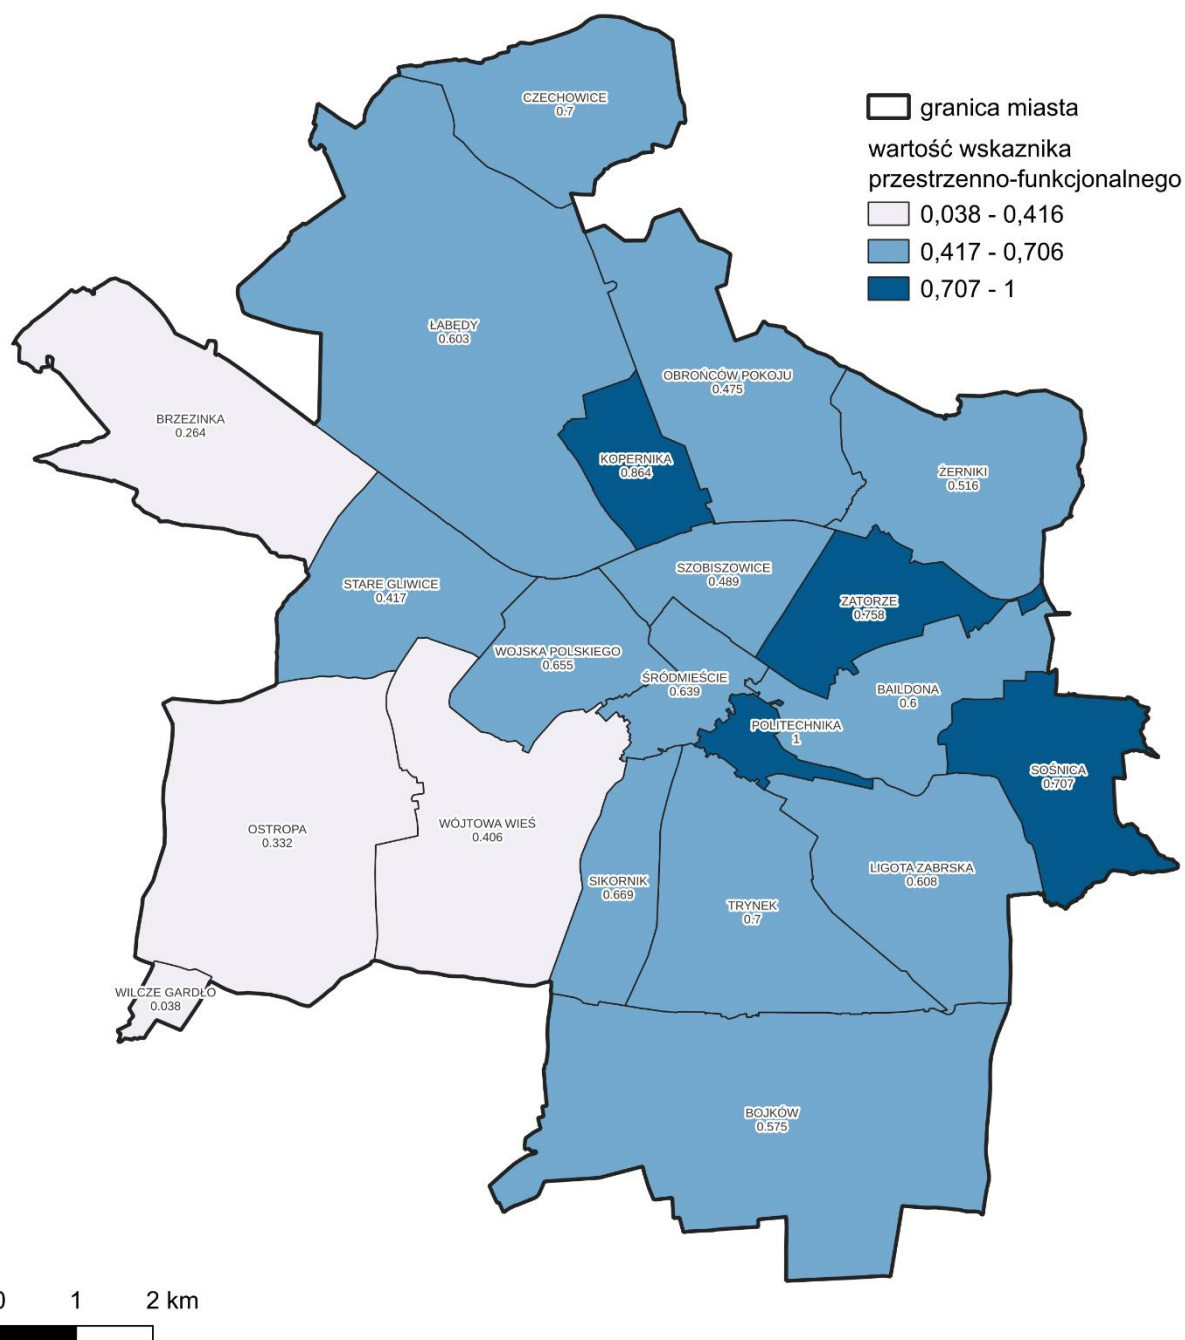 CZECHOWICE
0.7
granica miasta
wartość wskaznika
przestrzenno-funkcjonalnego
0,038 - 0,416
0,417 - 0,706
0,707 - 1
ŁABĘDY
0.603
OBROŃCÓW POKOJU
0.475
BRZEZINKA
0.264
KOPERNIKA
0.864
ŻERNIKI
0.516
SZOBISZOWICE
0.489
STARE GLIWICE
0.417
ZATORZE
0.758
WOJSKA POLSKIEGO
0.655
ŚRÓDMIEŚCIE
0.639
BAILDONA
0.6
POLITECHNIKA
1
SOŚNICA
0.707
OSTROPA
0.332
WÓJTOWA WIEŚ
0.406
SIKORNIK
0.669
LIGOTA ZABRSKA
0.608
TRYNEK
0.7
WILCZE GARDŁO
0.038
BOJKÓW
0.575
0 1 2 km